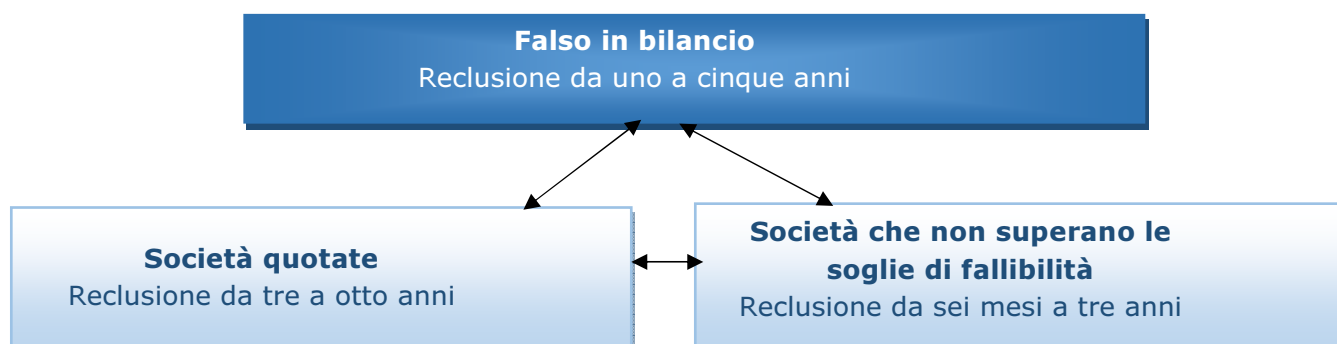 Falso in bilancio
Reclusione da uno a cinque anni
Società quotate
Reclusione da tre a otto anni
Società che non superano le
soglie di fallibilità
Reclusione da sei mesi a tre anni